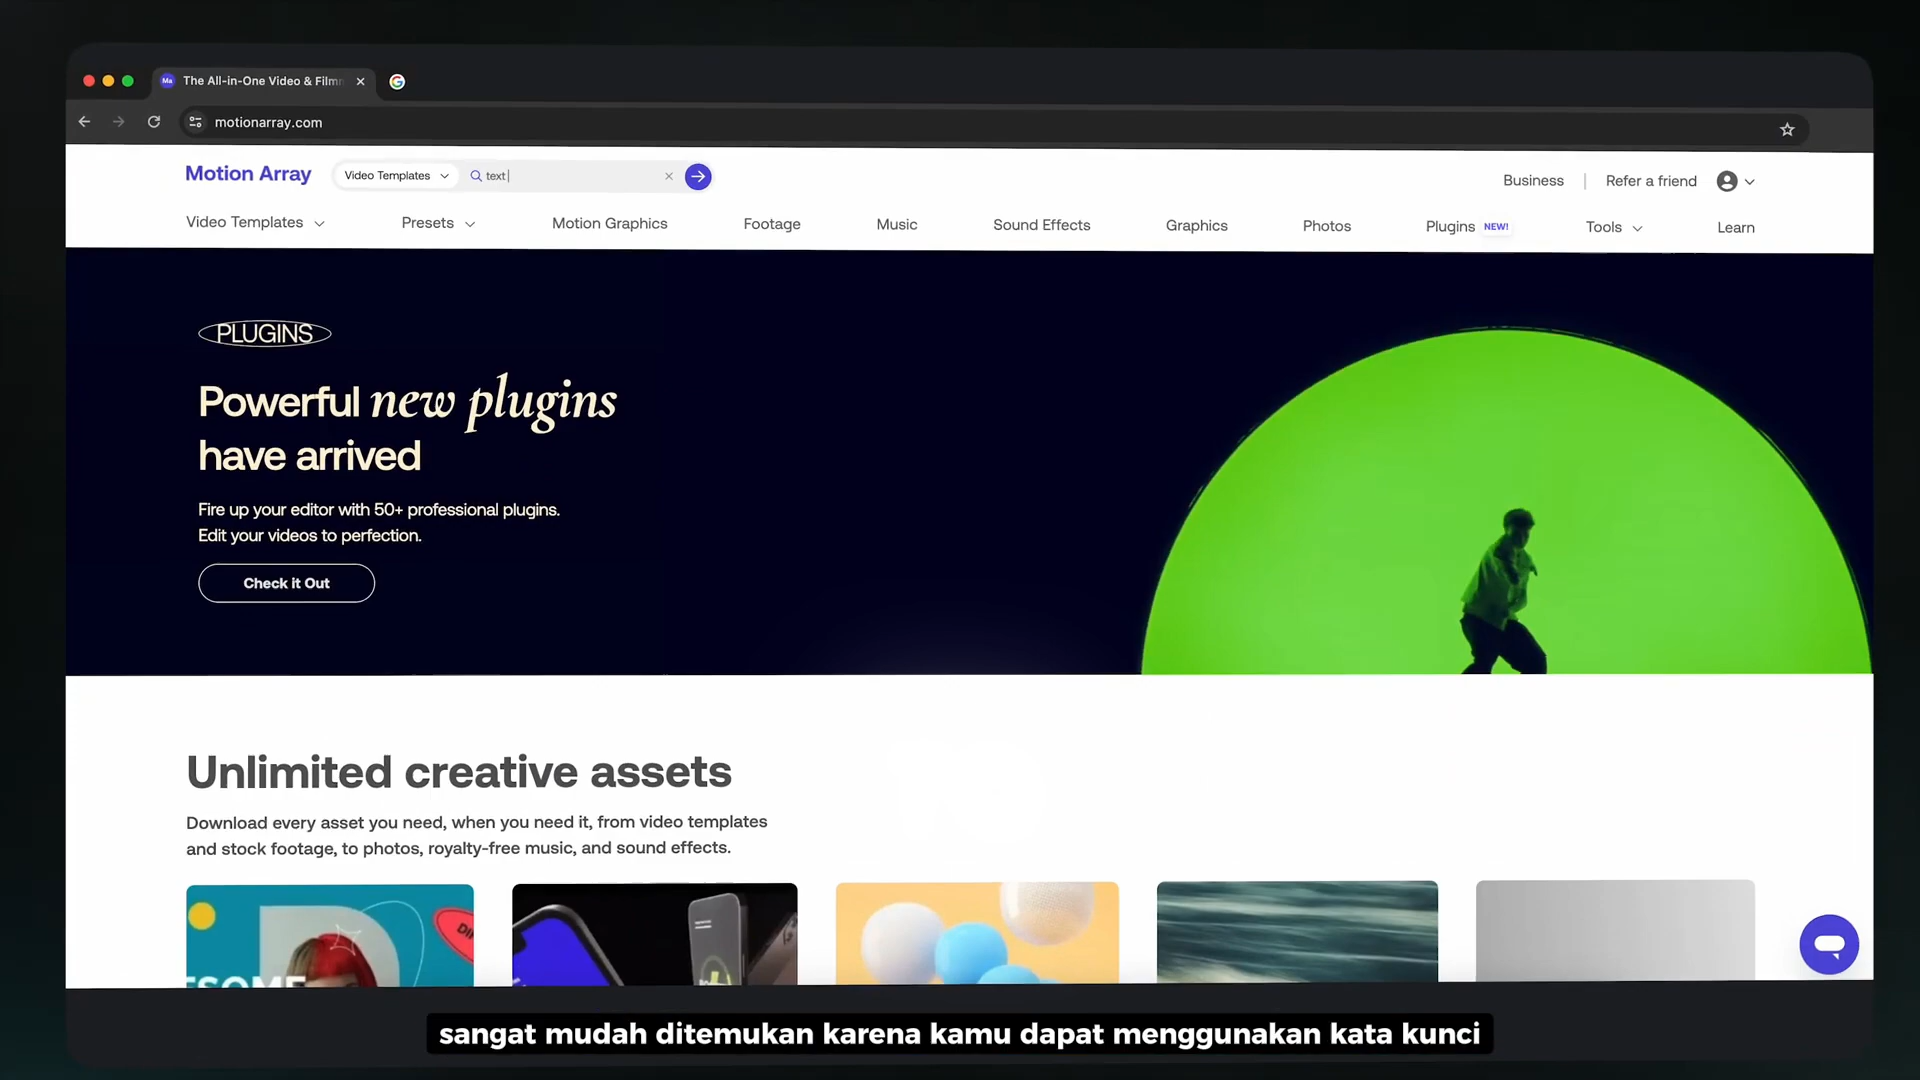 The All-in-One Video & Film
motionarray.com
Motion Array
Video Templates
text
Business
Refer a friend
Video Templates
Presets
Motion Graphics
Footage
Music
Sound Effects
Graphics
Photos
Plugins NEW!
Tools
Learn
PLUGINS
Powerful new plugins
have arrived
Fire up your editor with 50+ professional plugins.
Edit your videos to perfection.
Check it Out
Unlimited creative assets
Download every asset you need, when you need it, from video templates
and stock footage, to photos, royalty-free music, and sound effects.
sangat mudah ditemukan karena kamu dapat menggunakan kata kunci